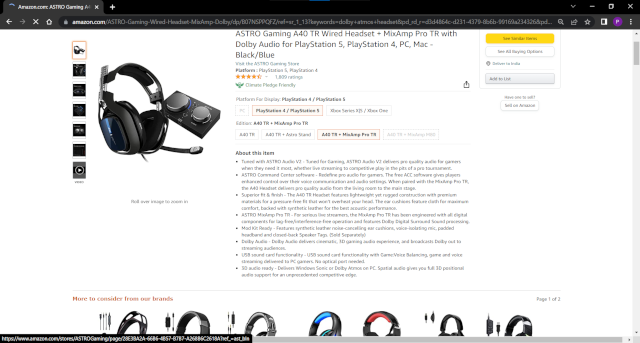 Amazon.com: ASTRO Gaming A4
amazon.com/ASTRO-Gaming-Wired-Headset-MixAmp-Dolby/dp/B07NSPPQFZ/ref=sr_1_13?keywords=dolby+atmos+headset&pd_rd_r=d3d4864c-d231-4379-8b6b-99169a234326&pd...
ASTRO Gaming A40 TR Wired Headset + MixAmp Pro TR with
Dolby Audio for PlayStation 5, PlayStation 4, PC, Mac -
Black/Blue
Visit the ASTRO Gaming Store
Platform : PlayStation 5, PlayStation 4
1,809 ratings
Climate Pledge Friendly
See Similar Items
See All Buying Options
Deliver to India
Add to List
Have one to sell?
Sell on Amazon
Platform For Display: PlayStation 4 / PlayStation 5
PC
PlayStation 4 / PlayStation 5
Xbox Series X|S / Xbox One
Edition: A40 TR + MixAmp Pro TR
A40 TR
A40 TR + Astro Stand
A40 TR + MixAmp Pro TR
A40 TR + MixAmp M80
VIDEO
Roll over image to zoom in
About this item
Tuned with ASTRO Audio V2 - Tuned for Gaming, ASTRO Audio V2 delivers pro quality audio for gamers
when they need it most, whether live streaming to competitive play in the pits of a pro tournament.
ASTRO Command Center software - Redefine pro audio for gamers. The free ACC software gives players
enhanced control over their voice communication and audio settings. When paired with the MixAmp Pro TR,
the A40 Headset delivers pro quality audio from the living room to the main stage.
Superior fit & finish - The A40 TR Headset features lightweight yet rugged construction with premium
materials for a pressure-free fit that won't overheat your head. The ear cushions feature cloth for maximum
comfort, backed with synthetic leather for the best acoustic performance.
ASTRO MixAmp Pro TR - For serious live streamers, the MixAmp Pro TR has been engineered with all digital
components for lag-free/interference-free operation and features Dolby Digital Surround Sound processing.
Mod Kit Ready - Features synthetic leather noise-cancelling ear cushions, voice-isolating mic, padded
headband and closed-back Speaker Tags. (Sold Separately)
Dolby Audio - Dolby Audio delivers cinematic, 3D gaming audio experience, and broadcasts Dolby out to
streaming audiences.
USB sound card functionality - USB sound card functionality with Game:Voice Balancing, game and voice
streaming delivered to PC gamers. No optical port needed.
3D audio ready - Delivers Windows Sonic or Dolby Atmos on PC. Spatial audio gives you full 3D positional
audio support for an unprecedented competitive edge.
More to consider from our brands
Page 1 of 2
https://www.amazon.com/stores/ASTROGaming/page/